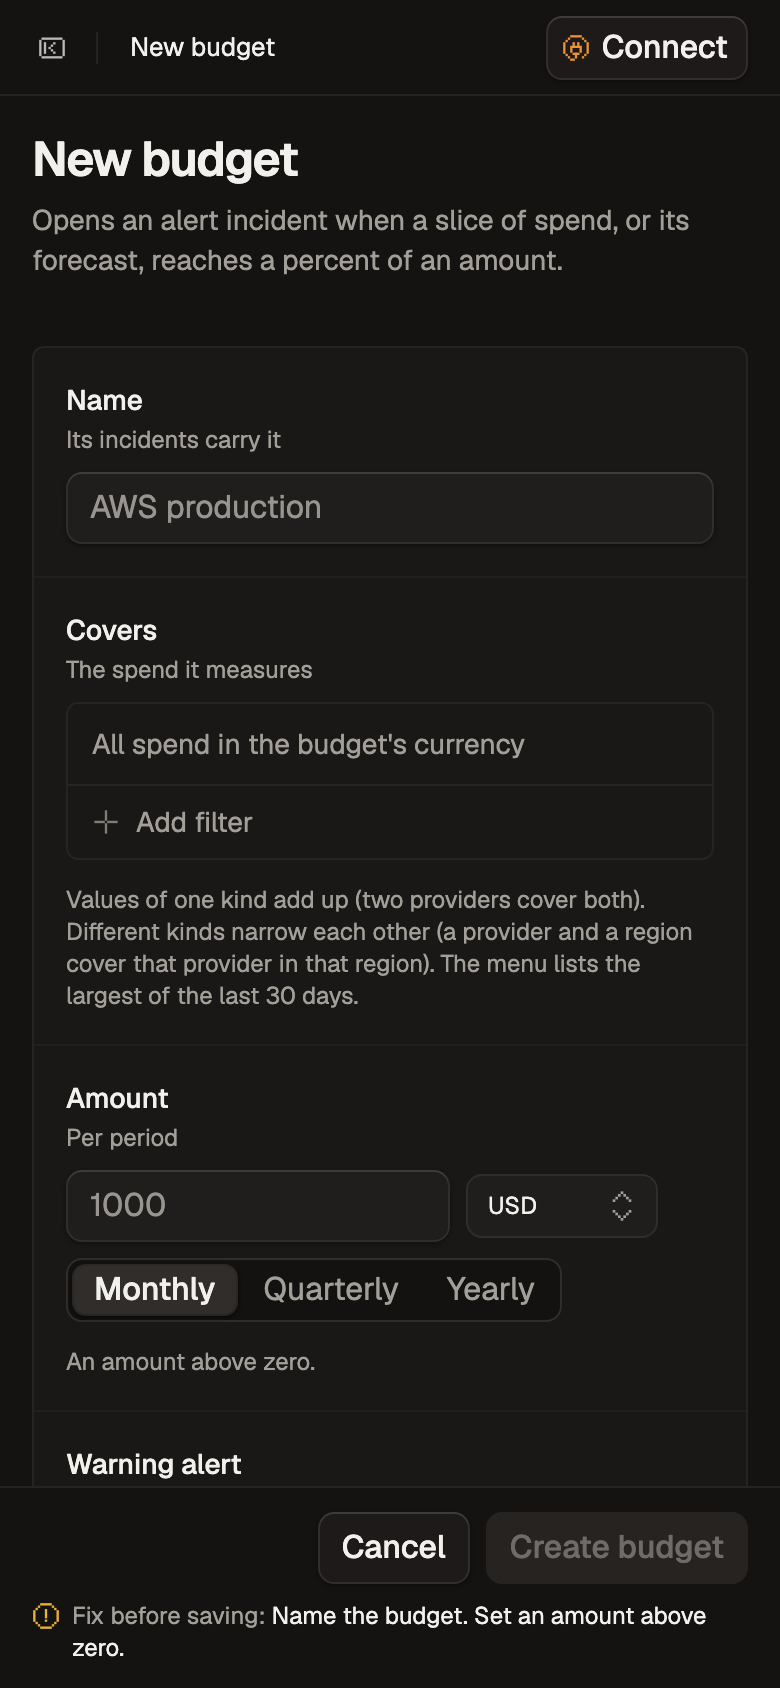 New budget
Connect
New budget
Opens an alert incident when a slice of spend, or its
forecast, reaches a percent of an amount.
Name
Its incidents carry it
AWS production
Covers
The spend it measures
All spend in the budget's currency
Add filter
Values of one kind add up (two providers cover both).
Different kinds narrow each other (a provider and a region
cover that provider in that region). The menu lists the
largest of the last 30 days.
Amount
Per period
1000
USD
Monthly Quarterly Yearly
An amount above zero.
Warning alert
Cancel
Create budget
Fix before saving: Name the budget. Set an amount above
zero.